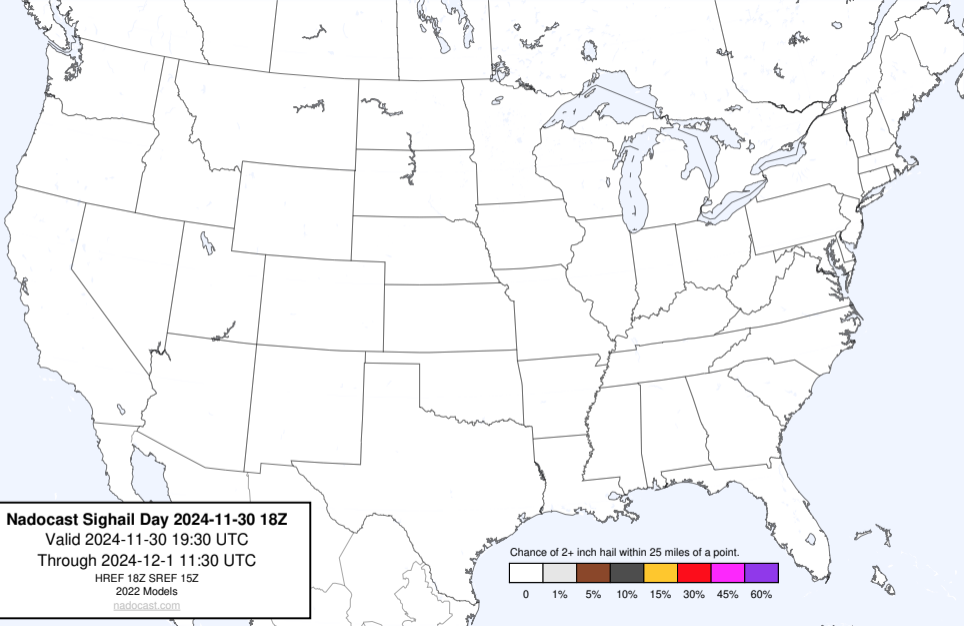 Nadocast Sighail Day 2024-11-30 18Z
Valid 2024-11-30 19:30 UTC
Through 2024-12-1 11:30 UTC
HREF 18Z SREF 15Z
2022 Models
nadocast.com
Chance of 2+ inch hail within 25 miles of a point.
0 1% 5% 10% 15% 30% 45% 60%